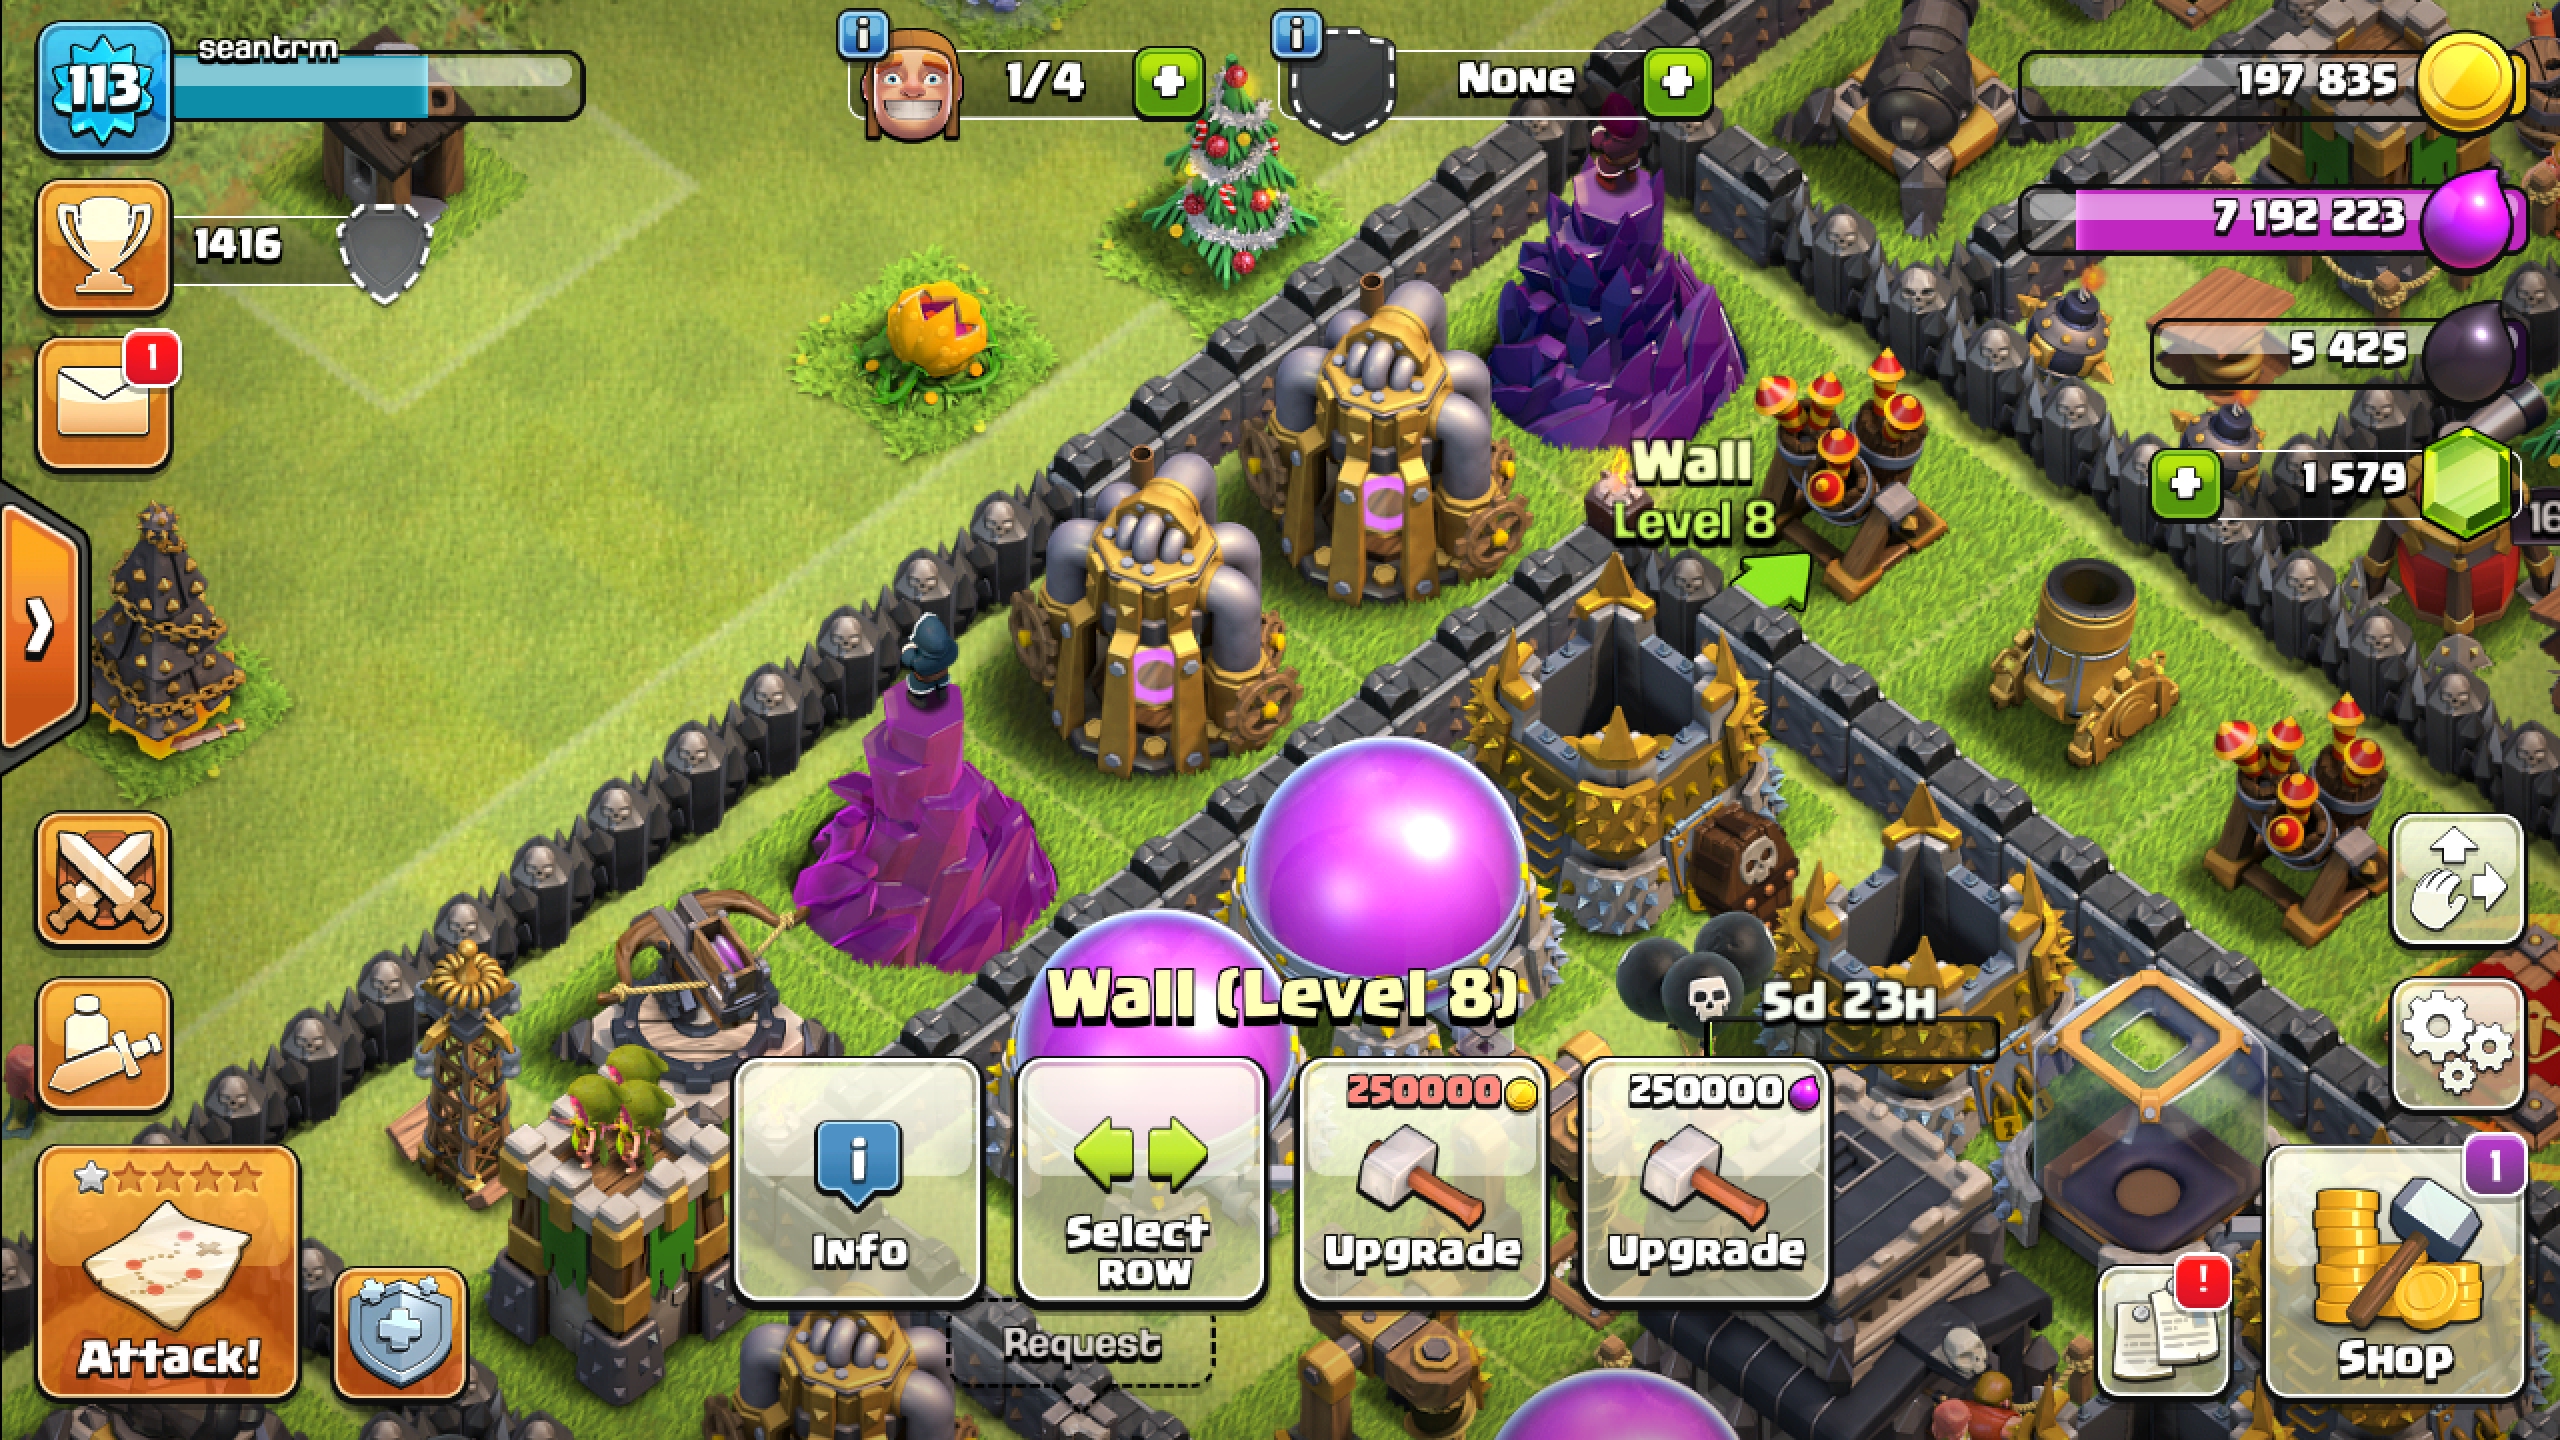 113
seantrm
1/4
None
197 835
1416
7 192 223
1
5 425
1 579
16
Wall
Level 8
Wall (Level 8)
5d 23H
250000
250000
Info
Select
Row
Upgrade
Upgrade
1
!
Attack!
Request
Shop